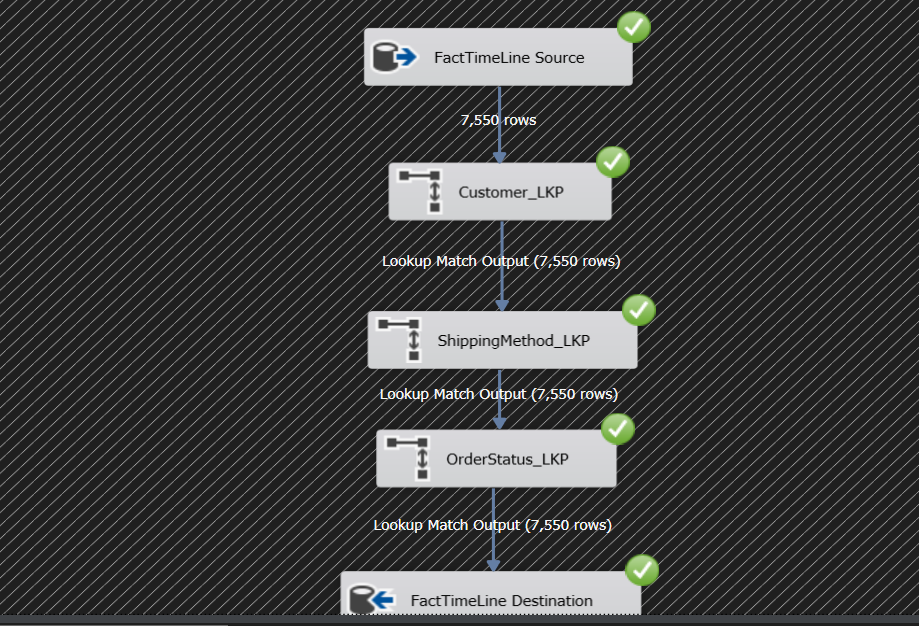 FactTimeLine Source
7,550 rows
Customer_LKP
Lookup Match Output (7,550 rows)
ShippingMethod_LKP
Lookup Match Output (7,550 rows)
OrderStatus_LKP
Lookup Match Output (7,550 rows)
FactTimeLine Destination